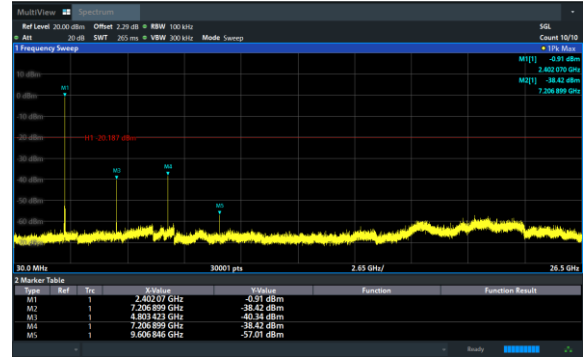 MultiView Spectrum
Ref Level 20.00 dBm Offset 2.29 dB RBW 100 kHz SGL
Att 20 dB SWT 265 ms VBW 300 kHz Mode Sweep Count 10/10
1 Frequency Sweep 1Pk Max
M1[1] -0.91 dBm
2.402 070 GHz
M2[1] -38.42 dBm
7.206 899 GHz
10 dBm
M1
0 dBm
-10 dBm
-20 dBm
H1 -20.187 dBm
-30 dBm
M3
M4
-40 dBm
-50 dBm
M5
-60 dBm
30.0 MHz 30001 pts 2.65 GHz/ 26.5 GHz
2 Marker Table
Type Ref Trc X-Value Y-Value Function Function Result
M1 1 2.402 07 GHz -0.91 dBm
M2 1 7.206 899 GHz -38.42 dBm
M3 1 4.803 423 GHz -40.34 dBm
M4 1 7.206 899 GHz -38.42 dBm
M5 1 9.606 846 GHz -57.01 dBm
Ready